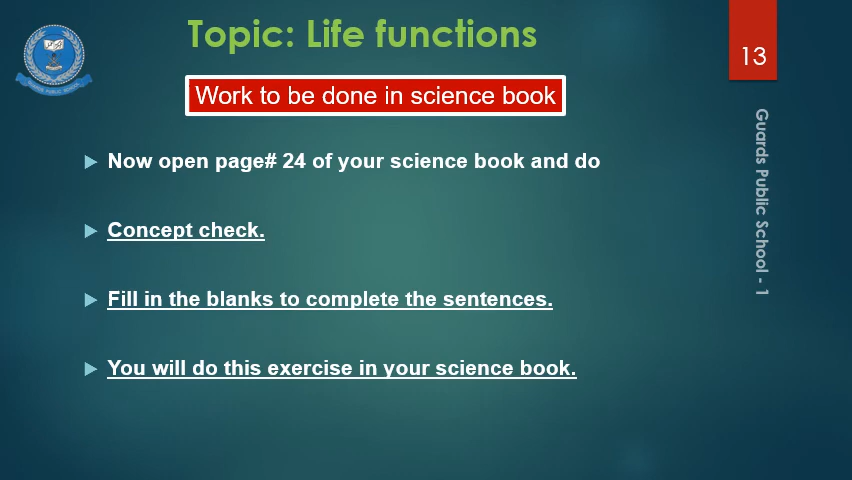 Topic: Life functions
13
Work to be done in science book
Now open page# 24 of your science book and do
Concept check.
Fill in the blanks to complete the sentences.
You will do this exercise in your science book.
Guards Public School - 1